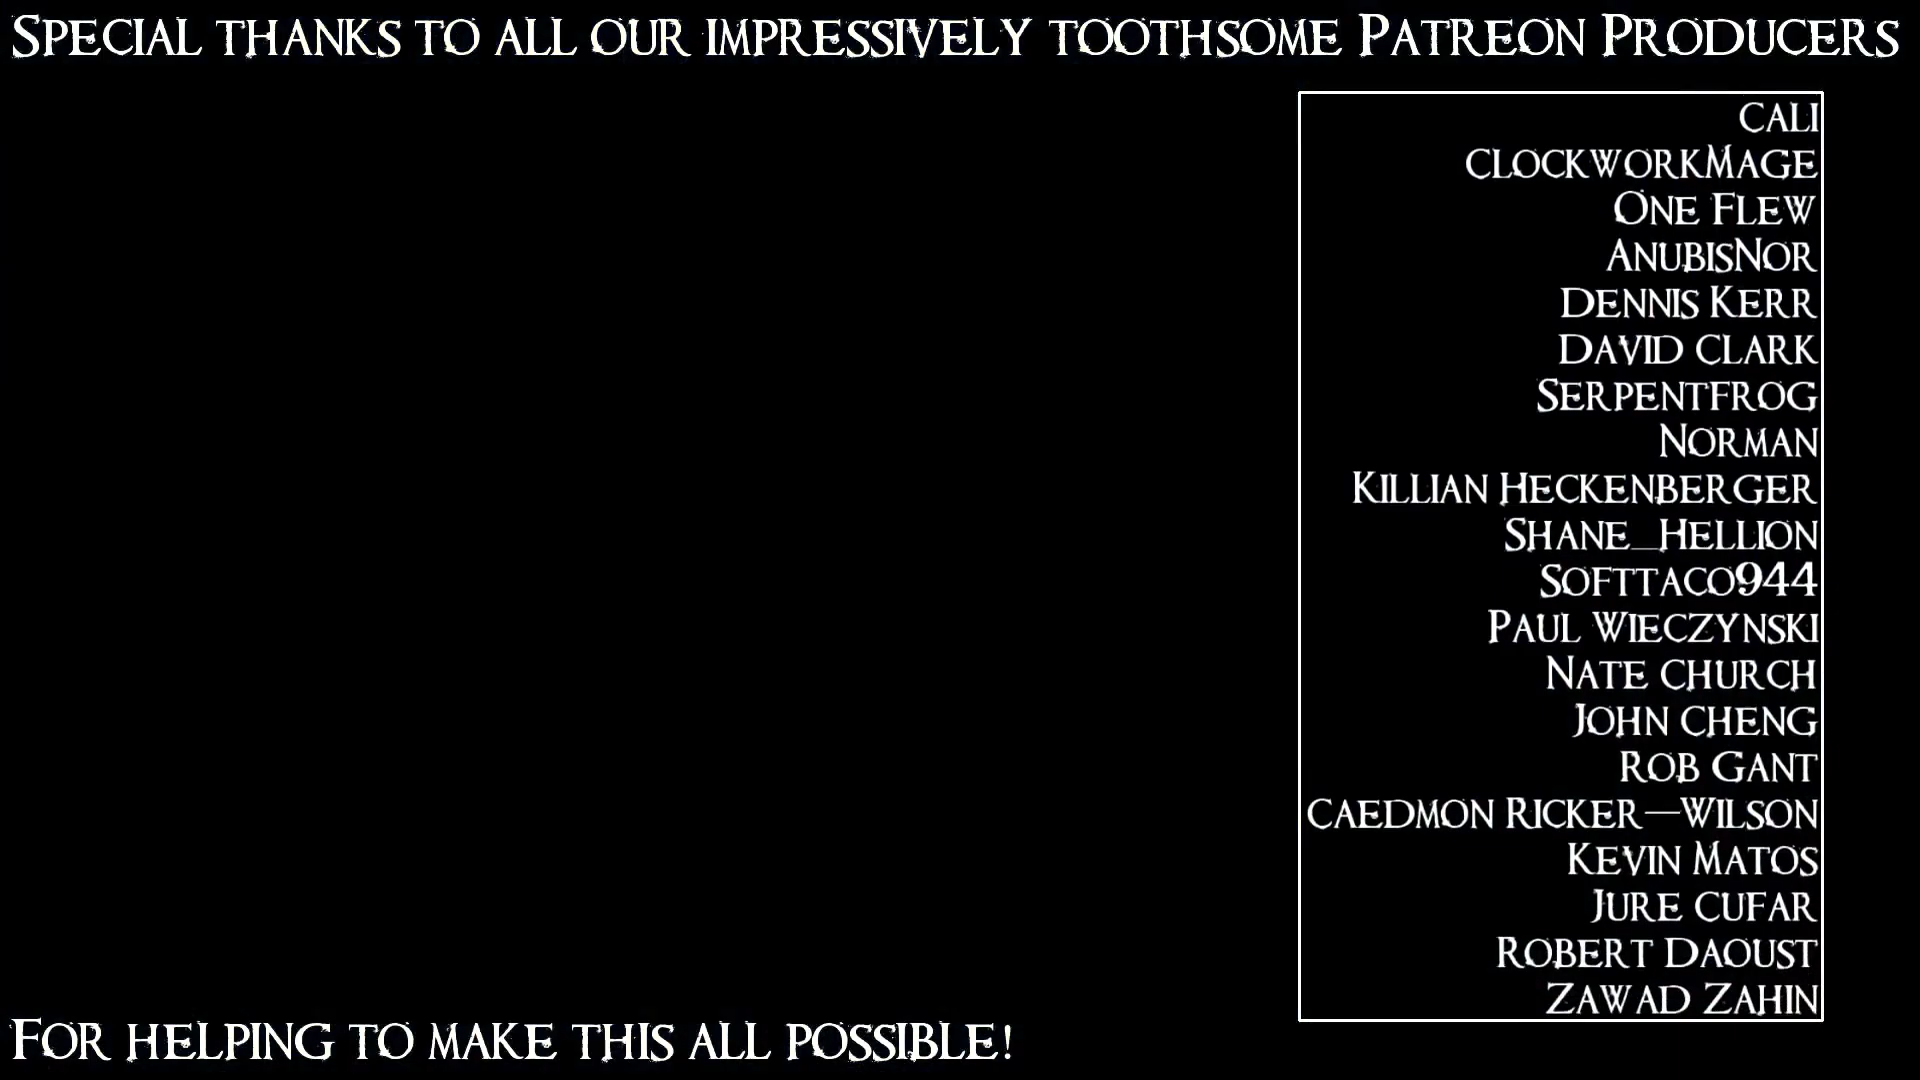 Special thanks to all our impressively toothsome Patreon Producers
Cali
ClockworkMage
One Flew
AnubisNor
Dennis Kerr
David Clark
Serpentfrog
Norman
Killian Heckenberger
Shane_Hellion
Softtaco944
Paul Wieczynski
Nate Church
John Cheng
Rob Gant
Caedmon Ricker-Wilson
Kevin Matos
Jure Cufar
Robert Daoust
Zawad Zahin
For helping to make this all possible!